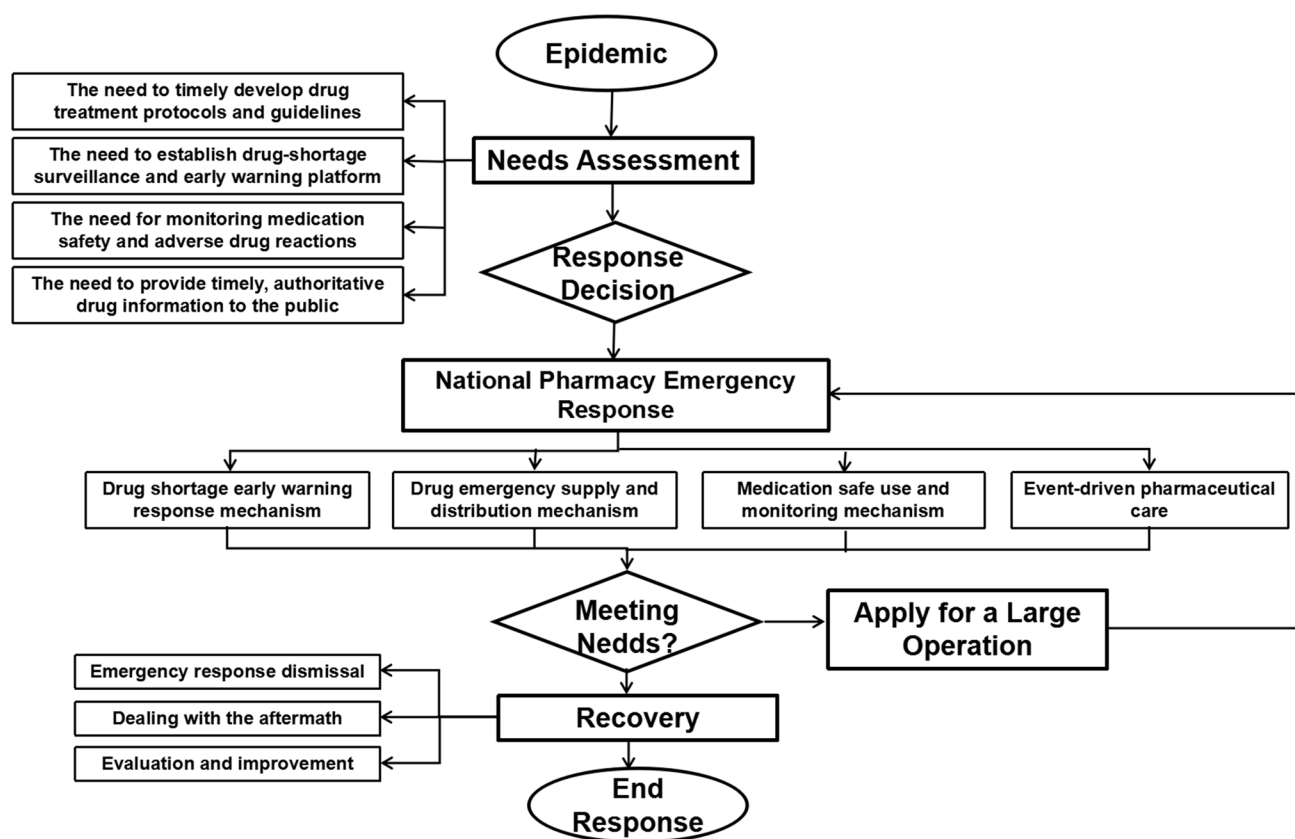 Epidemic
The need to timely develop drug
treatment protocols and guidelines
The need to establish drug-shortage
surveillance and early warning platform
The need for monitoring medication
safety and adverse drug reactions
The need to provide timely, authoritative
drug information to the public
Needs Assessment
Response
Decision
National Pharmacy Emergency
Response
Drug shortage early warning
response mechanism
Drug emergency supply and
distribution mechanism
Medication safe use and
monitoring mechanism
Event-driven pharmaceutical
care
Meeting
Nedds?
Apply for a Large
Operation
Emergency response dismissal
Dealing with the aftermath
Evaluation and improvement
Recovery
End
Response